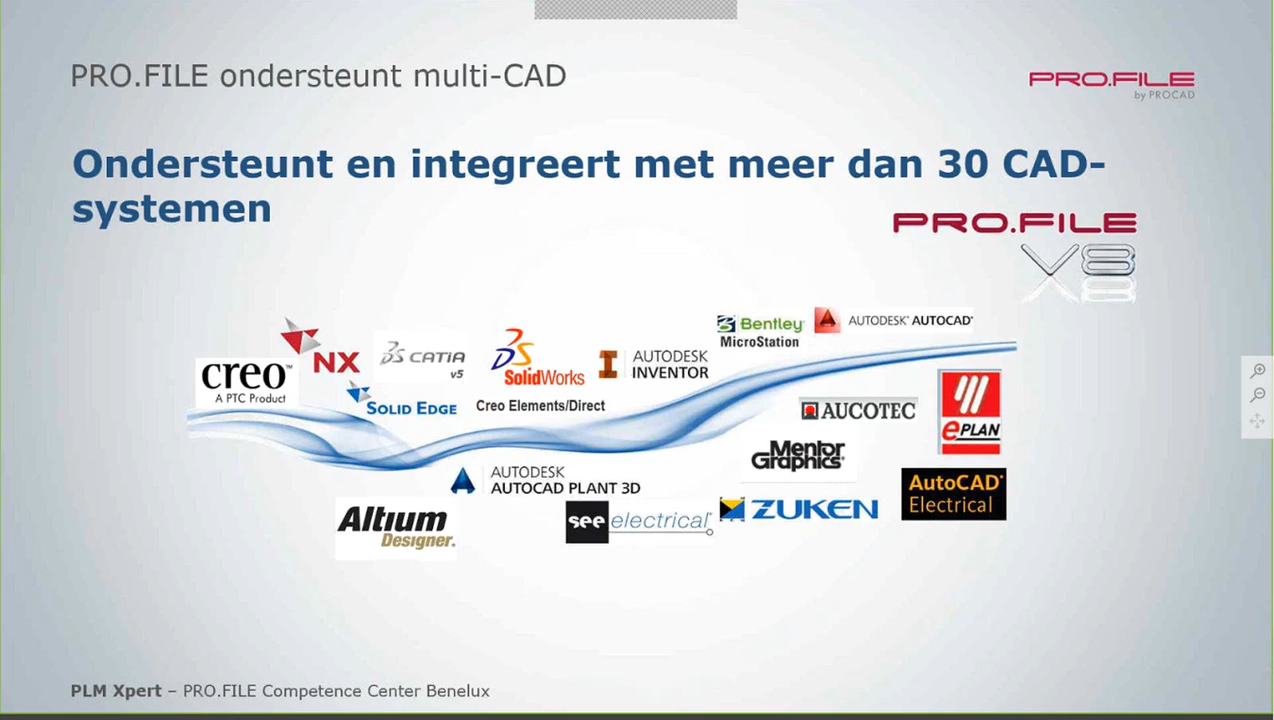 PRO.FILE ondersteunt multi-CAD
PRO.FILE
by PROCAD
Ondersteunt en integreert met meer dan 30 CAD-
systemen
PRO.FILE
V8
Bentley
MicroStation
AUTODESK® AUTOCAD®
creo™
A PTC Product
NX
CATIA
v5
SOLID EDGE
SolidWorks
Creo Elements/Direct
AUTODESK
INVENTOR
AUCOTEC
ePLAN
Mentor
Graphics®
AUTODESK
AUTOCAD PLANT 3D
Altium
Designer®
see electrical®
ZUKEN
AutoCAD®
Electrical
PLM Xpert – PRO.FILE Competence Center Benelux